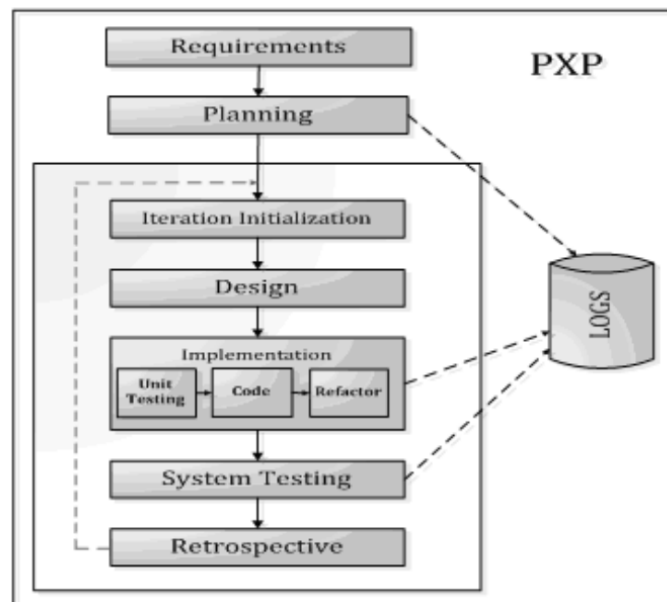 Requirements
PXP
Planning
Iteration Initialization
Design
Implementation
Unit
Testing
Code
Refactor
LOGS
System Testing
Retrospective